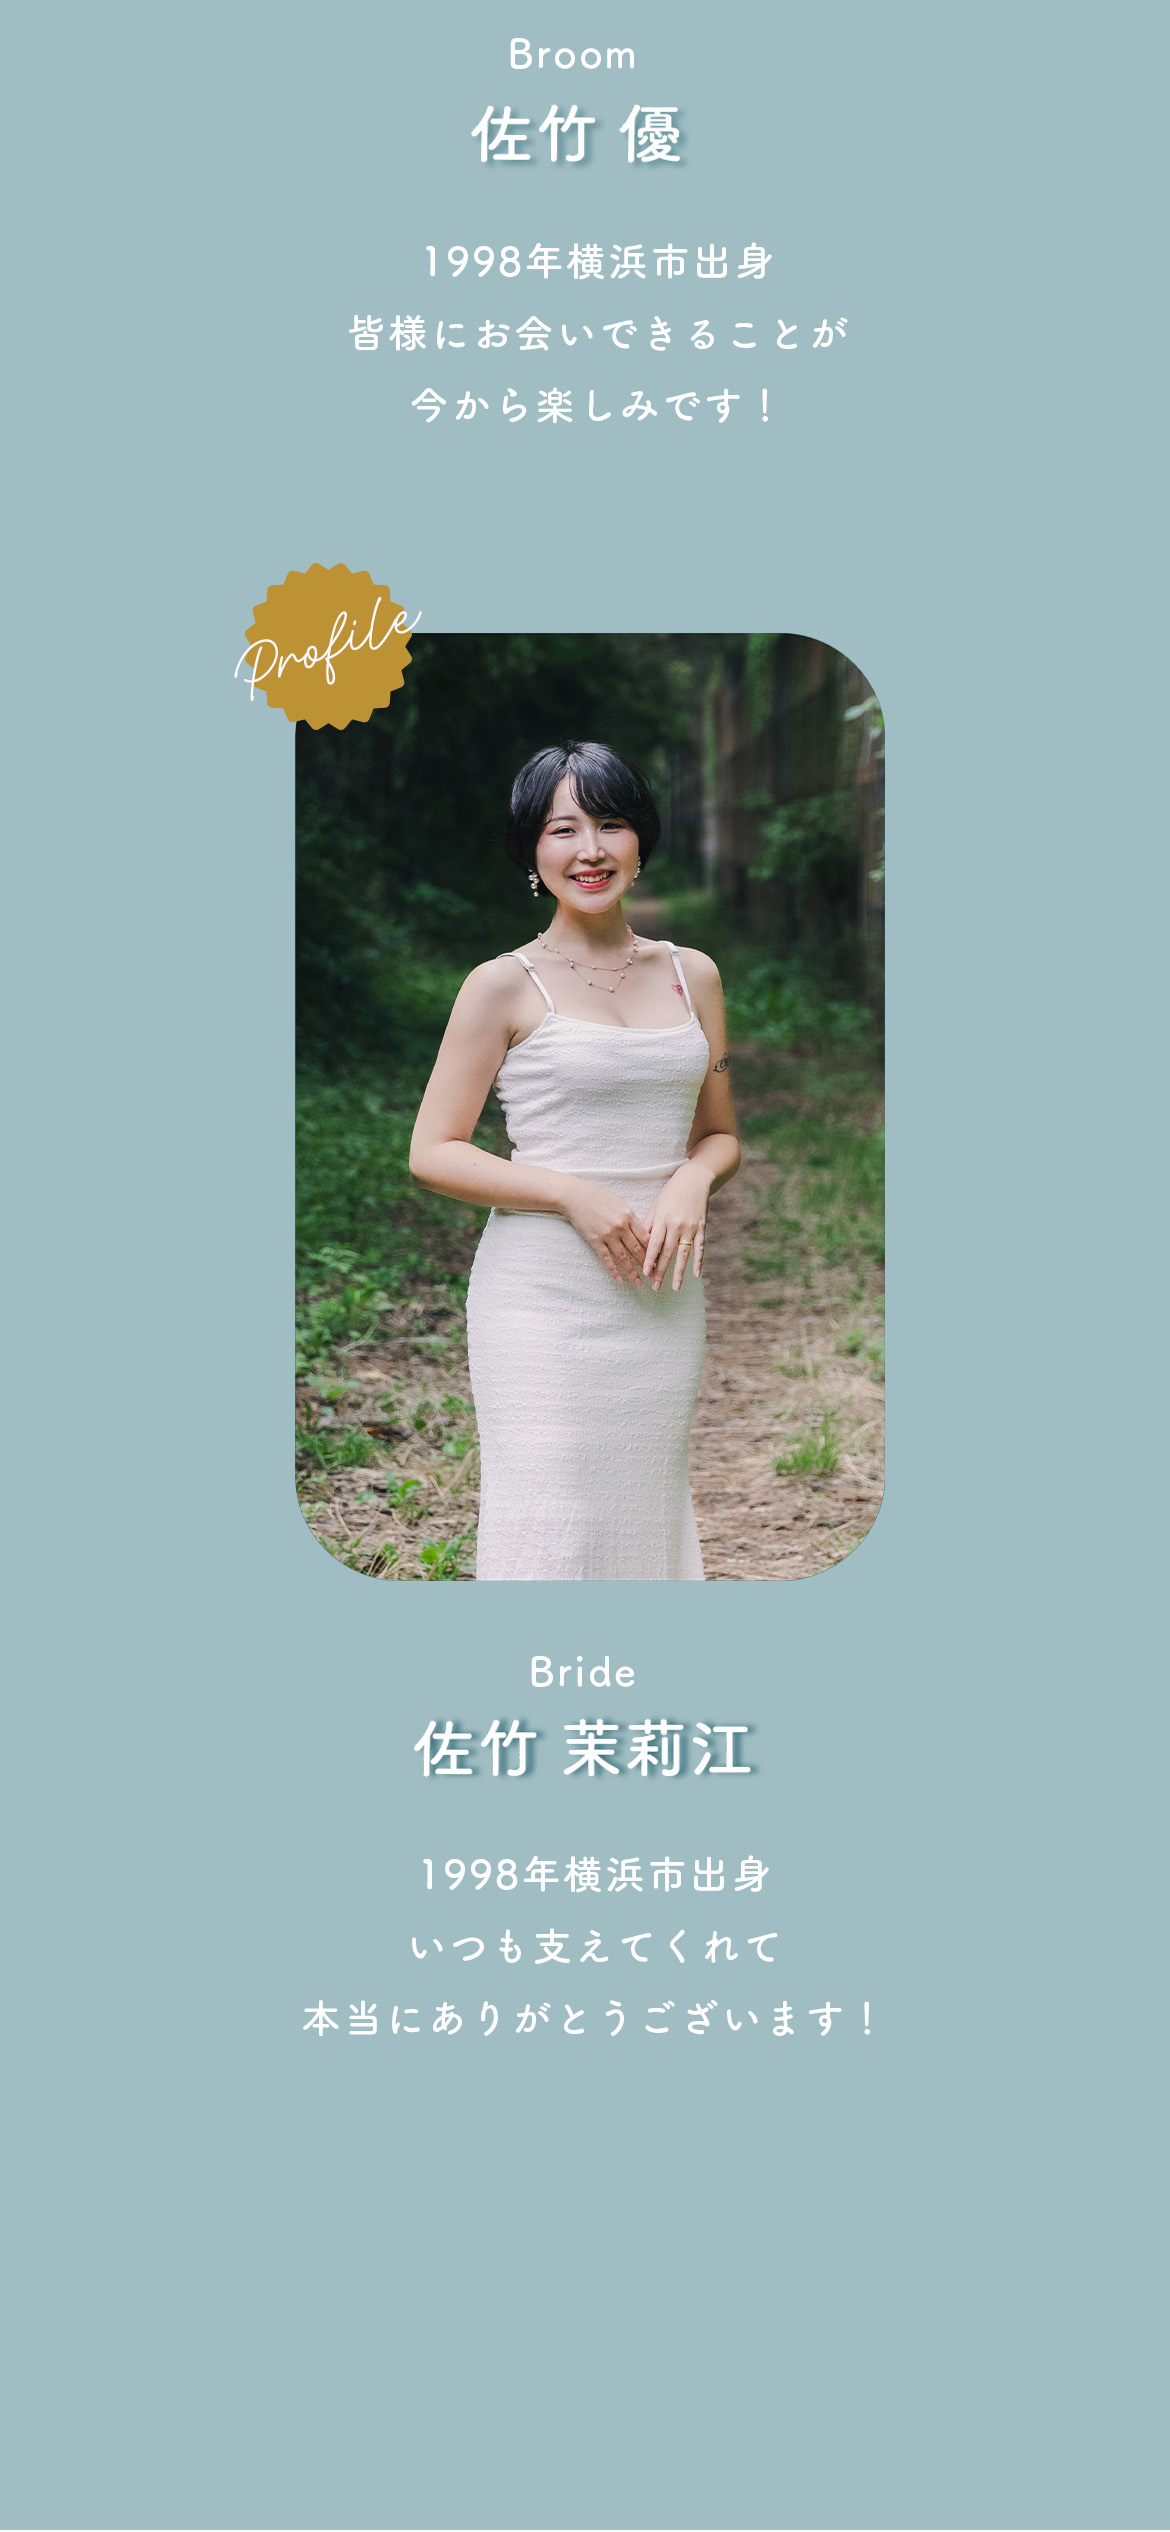 Broom
佐竹 優
1998年横浜市出身
皆様にお会いできることが
今から楽しみです！
Profile
Bride
佐竹 茉莉江
1998年横浜市出身
いつも支えてくれて
本当にありがとうございます！